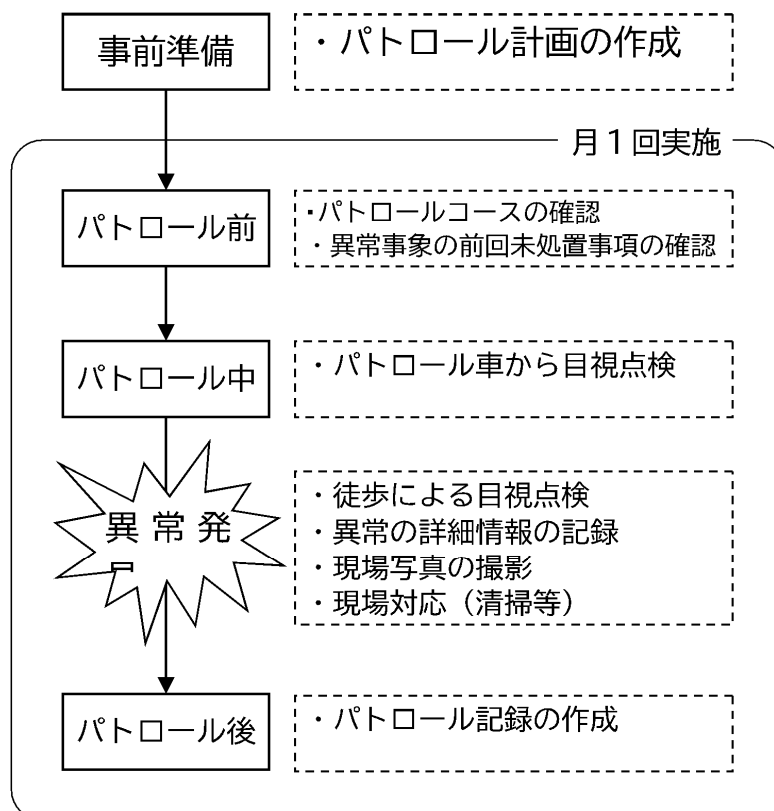 事前準備
・パトロール計画の作成
月1回実施
パトロール前
・パトロールコースの確認
・異常事象の前回未処置事項の確認
パトロール中
・パトロール車から目視点検
異常発
・徒歩による目視点検
・異常の詳細情報の記録
・現場写真の撮影
・現場対応（清掃等）
パトロール後
・パトロール記録の作成